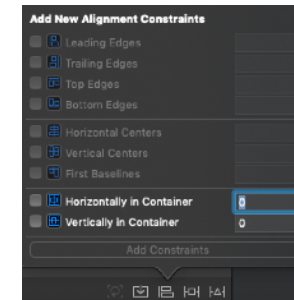 Add New Alignment Constraints
Leading Edges
Trailing Edges
Top Edges
Bottom Edges
Horizontal Centers
Vertical Centers
First Baselines
Horizontally in Container 0
Vertically in Container 0
Add Constraints